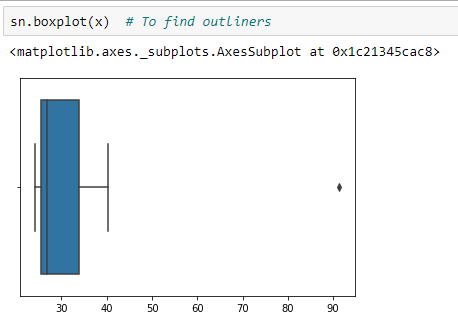 sn.boxplot(x)  # To find outliners
<matplotlib.axes._subplots.AxesSubplot at 0x1c21345cac8>
30 40 50 60 70 80 90